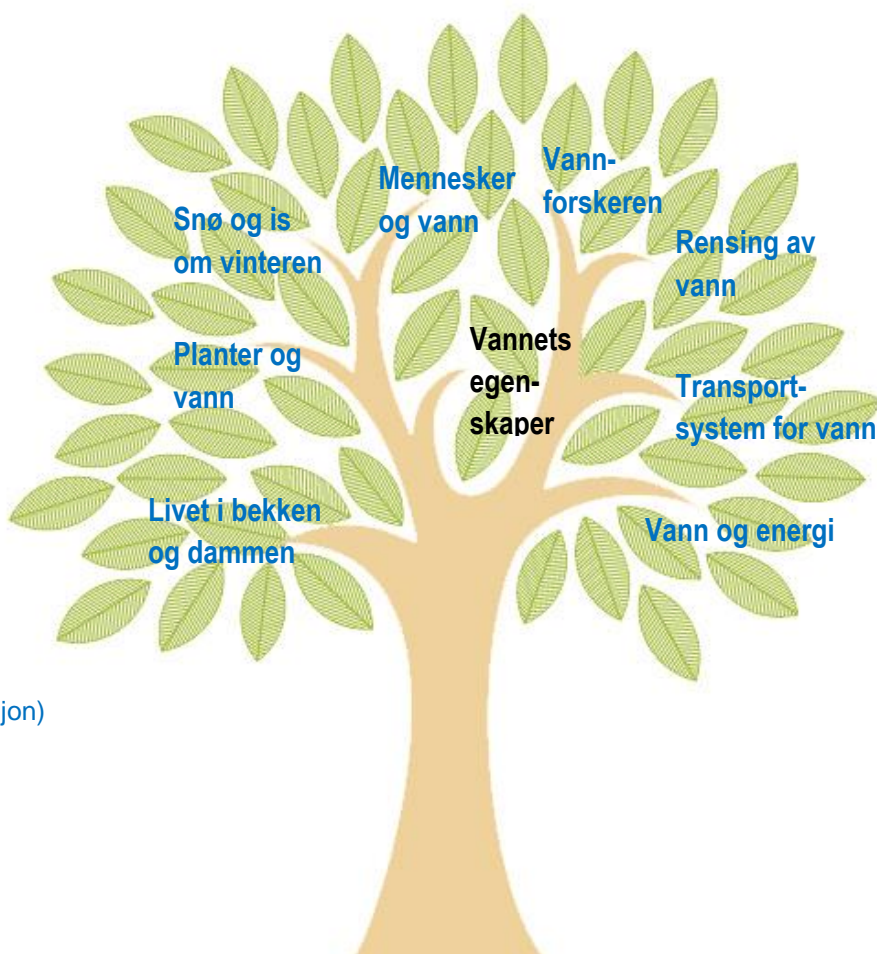 Mennesker
og vann
Vann-
forskeren
Snø og is
om vinteren
Rensing av
vann
Planter og
vann
Vannets
egen-
skaper
Transport-
system for vann
Livet i bekken
og dammen
Vann og energi
jon)